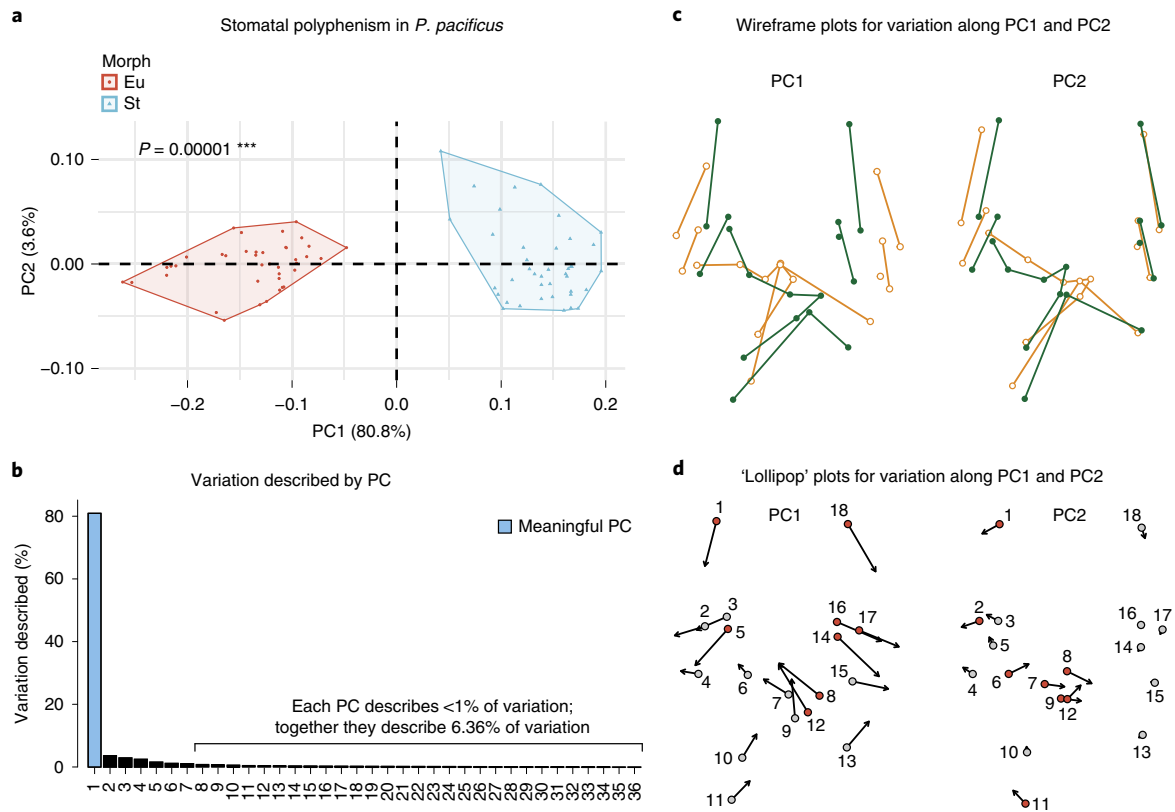 a
Stomatal polyphenism in P. pacificus
Morph
Eu
St
P = 0.00001 ***
0.10
0.00
−0.10
PC2 (3.6%)
−0.2 −0.1 0.0 0.1 0.2
PC1 (80.8%)
b
Variation described by PC
Meaningful PC
80
60
40
20
0
Variation described (%)
Each PC describes <1% of variation;
together they describe 6.36% of variation
1 2 3 4 5 6 7 8 9 10 11 12 13 14 15 16 17 18 19 20 21 22 23 24 25 26 27 28 29 30 31 32 33 34 35 36
c
Wireframe plots for variation along PC1 and PC2
PC1 PC2
d
‘Lollipop’ plots for variation along PC1 and PC2
PC1
1
18
2
3
5
4
6
7
8
9
12
10
11
16
17
14
15
13
PC2
1
18
2
3
5
4
6
7
8
9
12
10
11
16
17
14
15
13